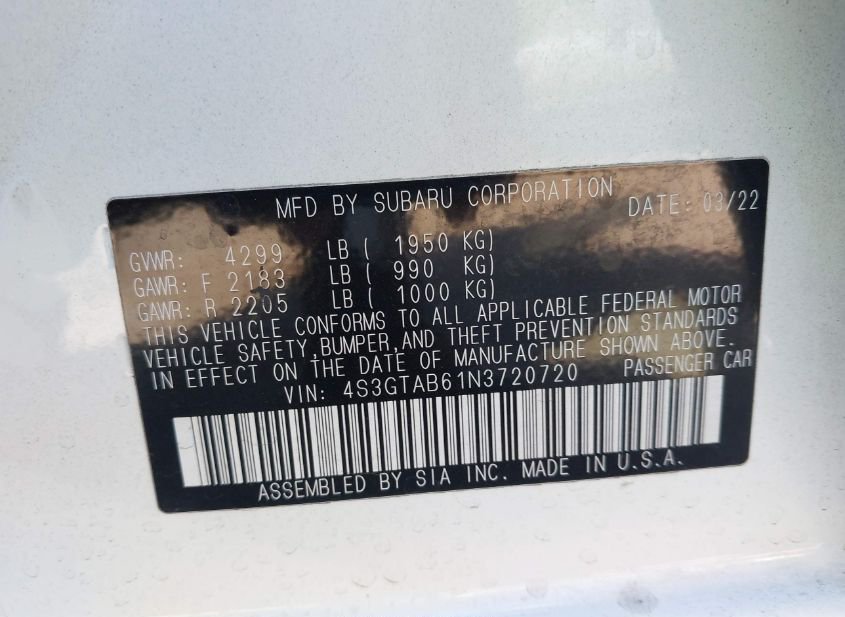 MFD BY SUBARU CORPORATION DATE: 03/22
GVWR: 4299 LB ( 1950 KG)
GAWR: F 2183 LB ( 990 KG)
GAWR: R 2205 LB ( 1000 KG)
THIS VEHICLE CONFORMS TO ALL APPLICABLE FEDERAL MOTOR
VEHICLE SAFETY,BUMPER,AND THEFT PREVENTION STANDARDS
IN EFFECT ON THE DATE OF MANUFACTURE SHOWN ABOVE.
VIN: 4S3GTAB61N3720720 PASSENGER CAR
ASSEMBLED BY SIA INC. MADE IN U.S.A.